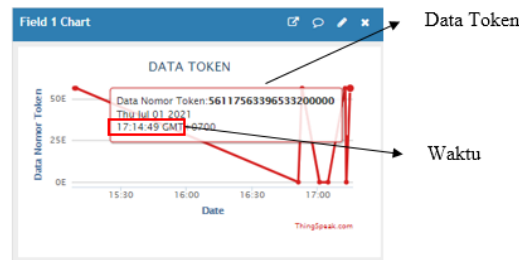 Field 1 Chart
Data Token
DATA TOKEN
Data Nomor Token
50E
25E
0E
Data Nomor Token:56117563396533200000
Thu Jul 01 2021
17:14:49 GMT+0700
Waktu
15:30 16:00 16:30 17:00
Date
ThingSpeak.com